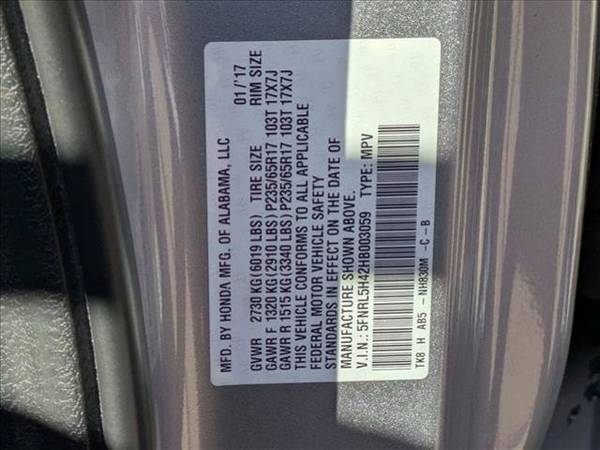 MFD. BY HONDA MFG. OF ALABAMA, LLC 01/'17
GVWR 2730 KG (6019 LBS) TIRE SIZE RIM SIZE
GAWR F 1320 KG (2910 LBS) P235/65R17 103T 17X7J
GAWR R 1515 KG (3340 LBS) P235/65R17 103T 17X7J
THIS VEHICLE CONFORMS TO ALL APPLICABLE
FEDERAL MOTOR VEHICLE SAFETY
STANDARDS IN EFFECT ON THE DATE OF
MANUFACTURE SHOWN ABOVE.
V.I.N.: 5FNRL5H42HB003059 TYPE: MPV
TK8 H AB5 - NH830M -C - B